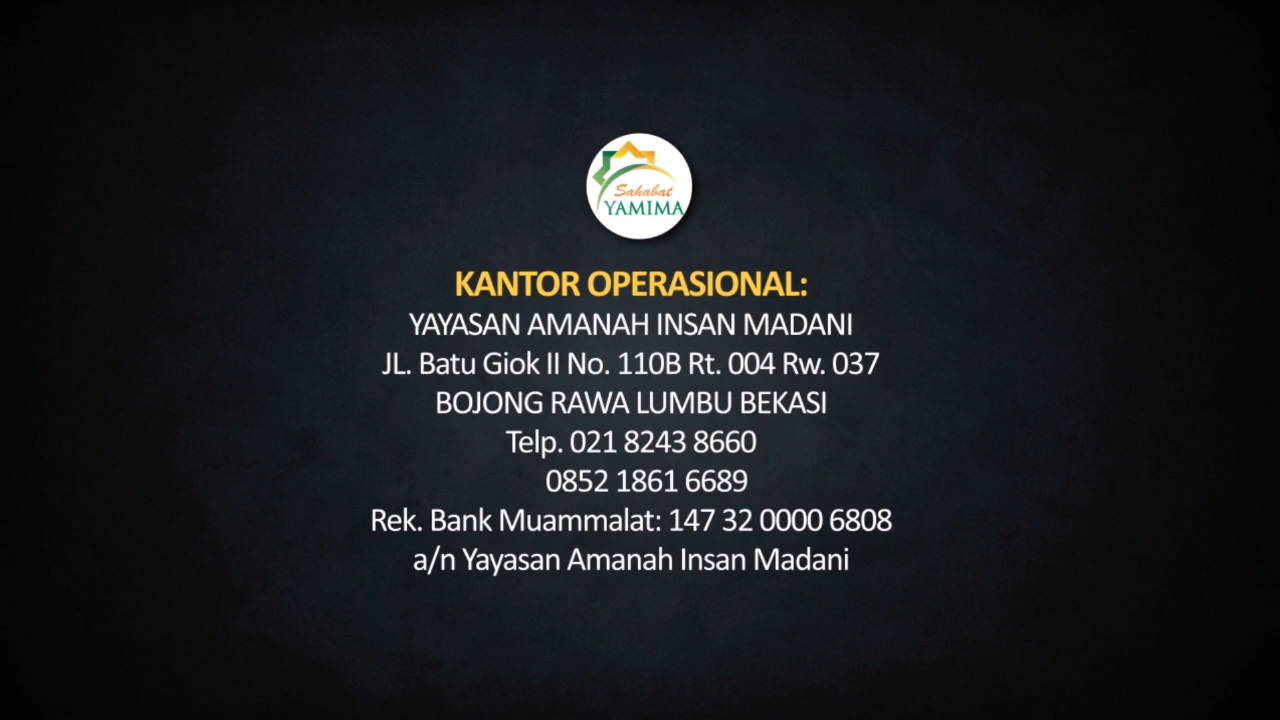 Sahabat
YAMIMA
KANTOR OPERASIONAL:
YAYASAN AMANAH INSAN MADANI
JL. Batu Giok II No. 110B Rt. 004 Rw. 037
BOJONG RAWA LUMBU BEKASI
Telp. 021 8243 8660
0852 1861 6689
Rek. Bank Muammalat: 147 32 0000 6808
a/n Yayasan Amanah Insan Madani